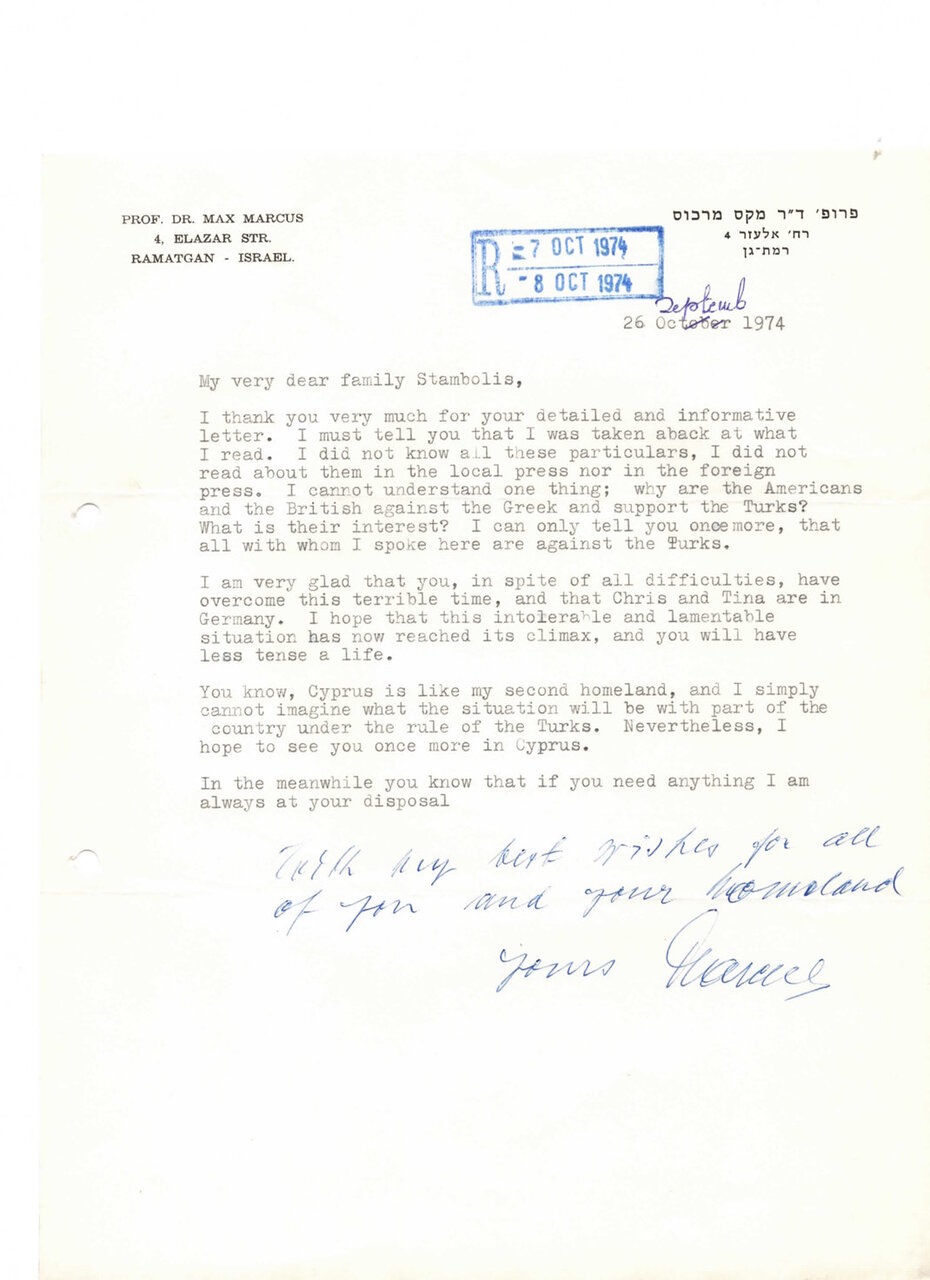 PROF. DR. MAX MARCUS
4, ELAZAR STR.
RAMATGAN - ISRAEL.
פרופ׳ ד״ר מקס מרכוס
רח׳ אלעזר 4
רמת־גן
R
-7 OCT 1974
-8 OCT 1974
Septemb
26 October 1974
My very dear family Stambolis,
I thank you very much for your detailed and informative
letter. I must tell you that I was taken aback at what
I read. I did not know all these particulars, I did not
read about them in the local press nor in the foreign
press. I cannot understand one thing; why are the Americans
and the British against the Greek and support the Turks?
What is their interest? I can only tell you oncemore, that
all with whom I spoke here are against the Turks.
I am very glad that you, in spite of all difficulties, have
overcome this terrible time, and that Chris and Tina are in
Germany. I hope that this intolerable and lamentable
situation has now reached its climax, and you will have
less tense a life.
You know, Cyprus is like my second homeland, and I simply
cannot imagine what the situation will be with part of the
country under the rule of the Turks. Nevertheless, I
hope to see you once more in Cyprus.
In the meanwhile you know that if you need anything I am
always at your disposal
With my best wishes for all
of you and your homeland
yours Marcus